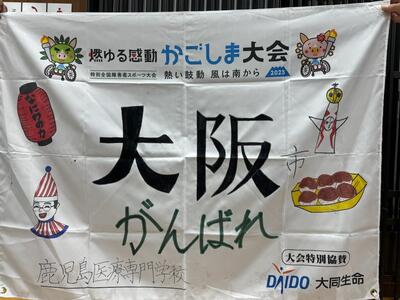 燃ゆる感動 かごしま大会
特別全国障害者スポーツ大会 熱い鼓動 風は南から 2023
大阪
市
がんばれ
鹿児島医療専門学校
大会特別協賛
DAIDO 大同生命